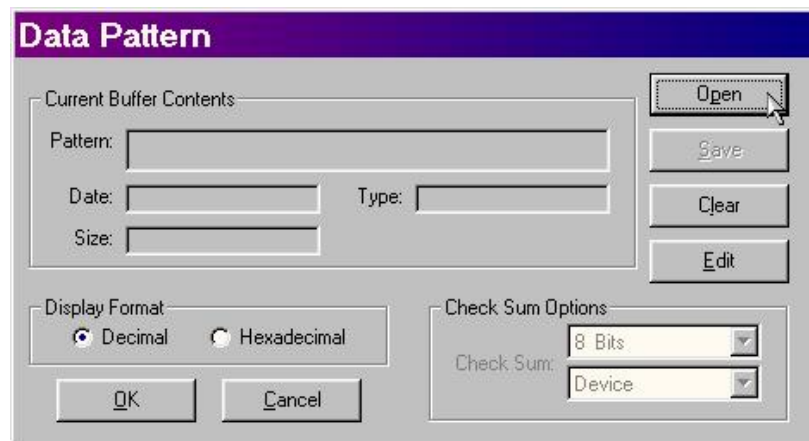 Data Pattern
Current Buffer Contents
Pattern:
Date:
Type:
Size:
Open
Save
Clear
Edit
Display Format
Decimal
Hexadecimal
OK
Cancel
Check Sum Options
Check Sum:
8 Bits
Device